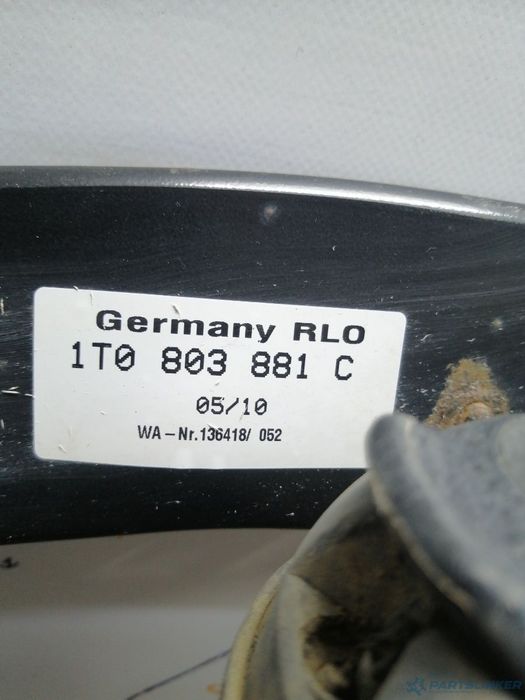 Germany RLO
1T0 803 881 C
05/10
WA-Nr.136418/ 052
PARTSLINKER